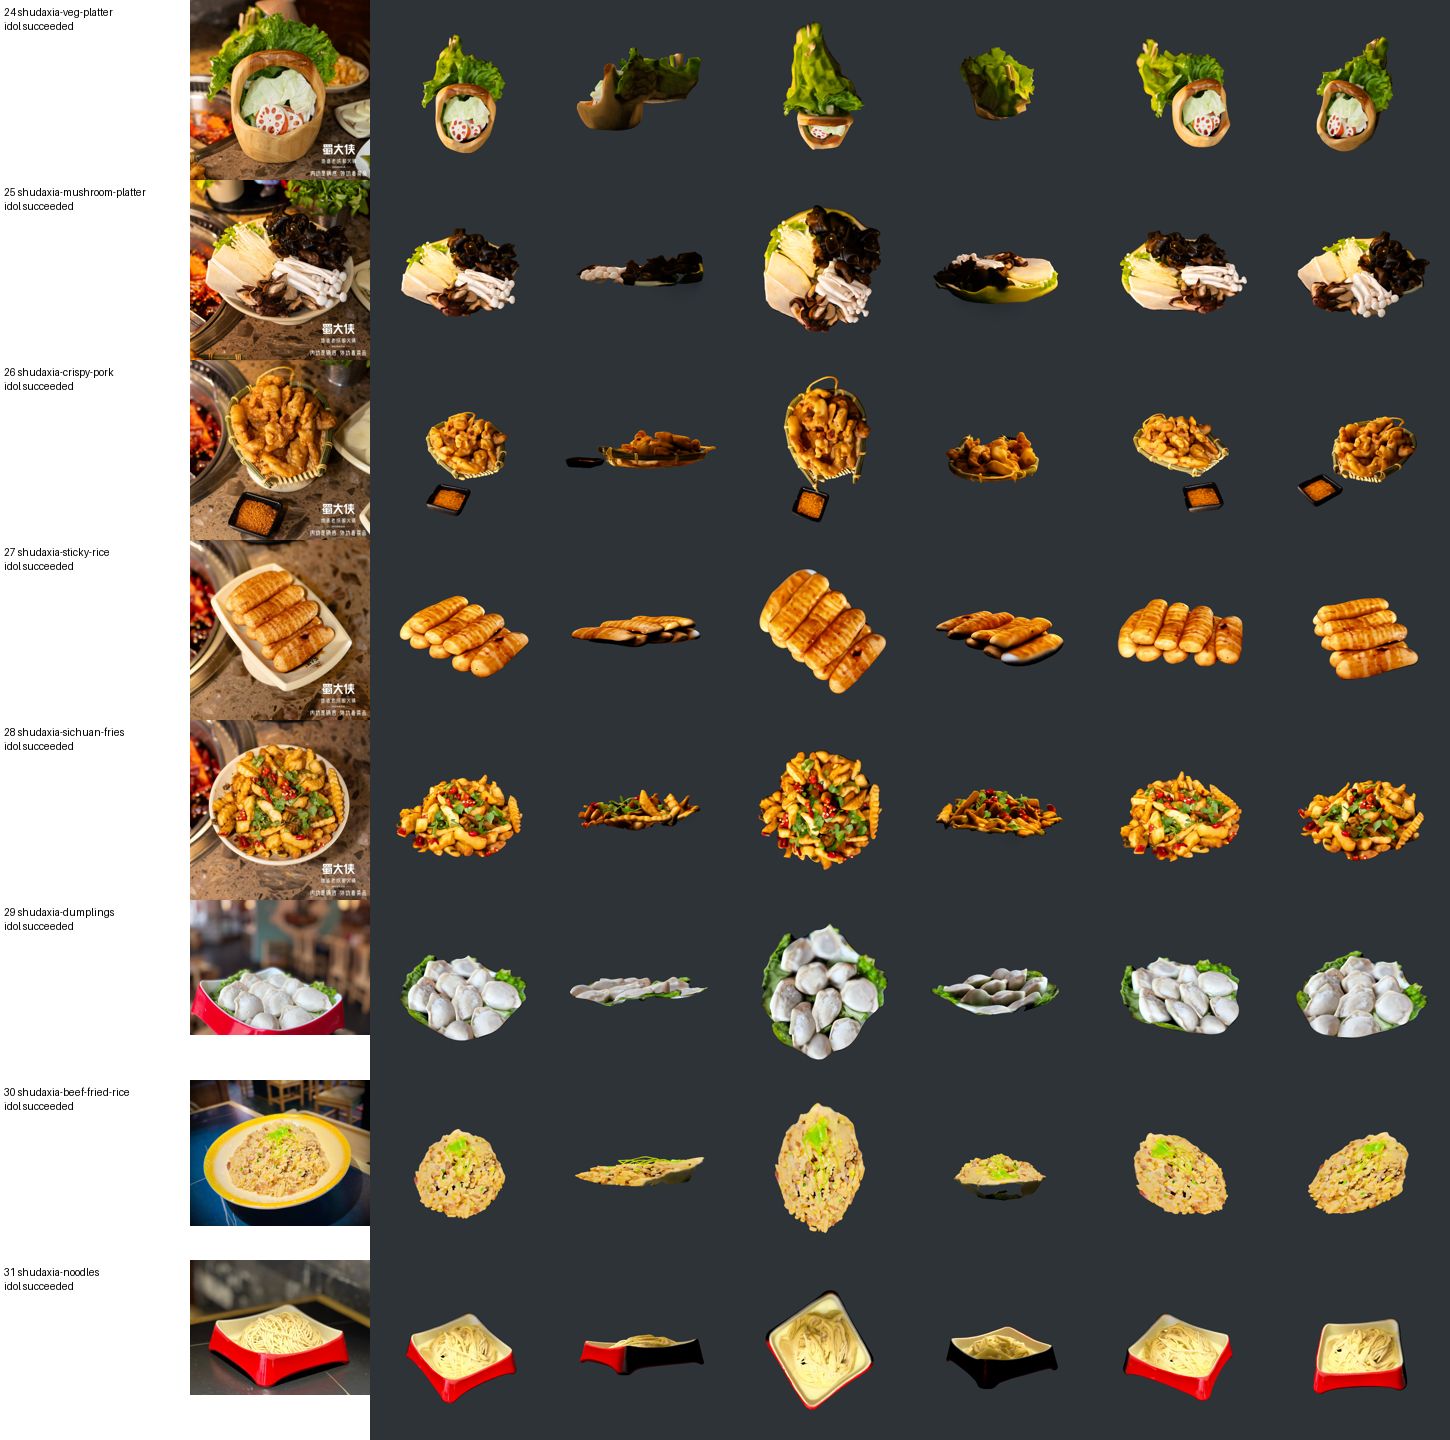 24 shudaxia-veg-platter
idol succeeded
蜀大侠
25 shudaxia-mushroom-platter
idol succeeded
蜀大侠
26 shudaxia-crispy-pork
idol succeeded
蜀大侠
27 shudaxia-sticky-rice
idol succeeded
蜀大侠
28 shudaxia-sichuan-fries
idol succeeded
蜀大侠
29 shudaxia-dumplings
idol succeeded
30 shudaxia-beef-fried-rice
idol succeeded
31 shudaxia-noodles
idol succeeded